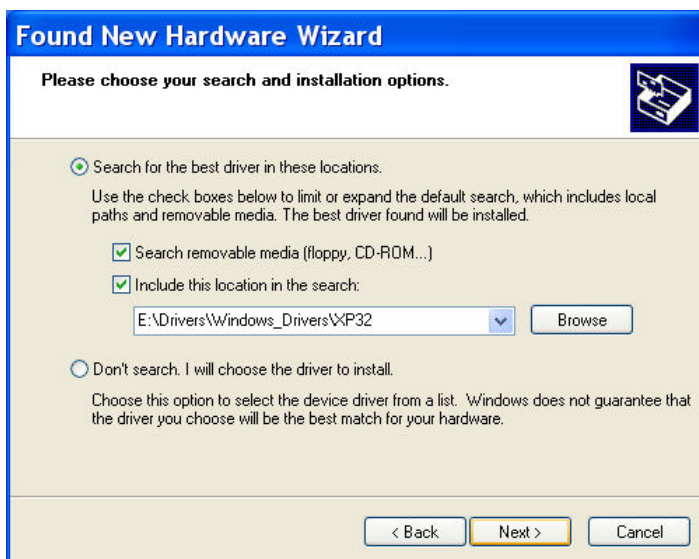 Found New Hardware Wizard
Please choose your search and installation options.
Search for the best driver in these locations.
Use the check boxes below to limit or expand the default search, which includes local
paths and removable media. The best driver found will be installed.
Search removable media (floppy, CD-ROM...)
Include this location in the search:
E:\Drivers\Windows_Drivers\XP32
Browse
Don't search. I will choose the driver to install.
Choose this option to select the device driver from a list. Windows does not guarantee that
the driver you choose will be the best match for your hardware.
< Back
Next >
Cancel